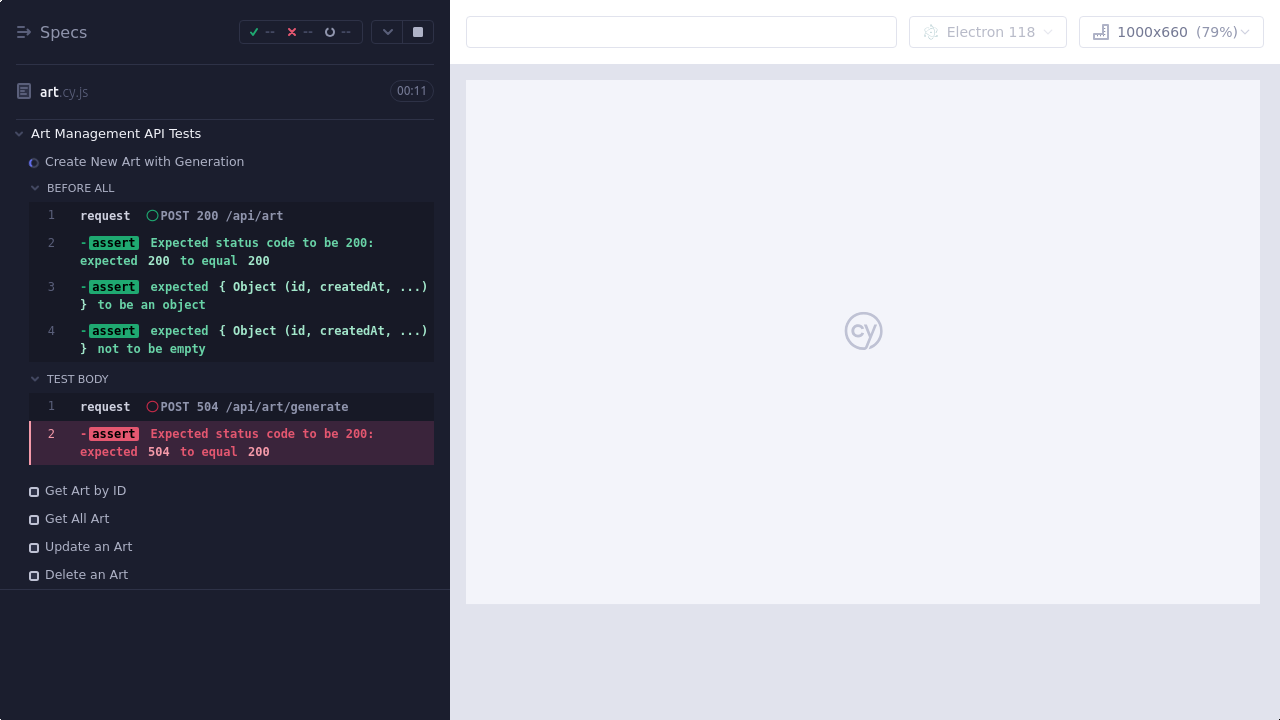 Specs
--
--
--
Electron 118
1000x660 (79%)
art.cy.js
00:11
Art Management API Tests
Create New Art with Generation
BEFORE ALL
1 request POST 200 /api/art
2 -assert Expected status code to be 200:
expected 200 to equal 200
3 -assert expected { Object (id, createdAt, ...)
} to be an object
4 -assert expected { Object (id, createdAt, ...)
} not to be empty
TEST BODY
1 request POST 504 /api/art/generate
2 -assert Expected status code to be 200:
expected 504 to equal 200
Get Art by ID
Get All Art
Update an Art
Delete an Art
cy